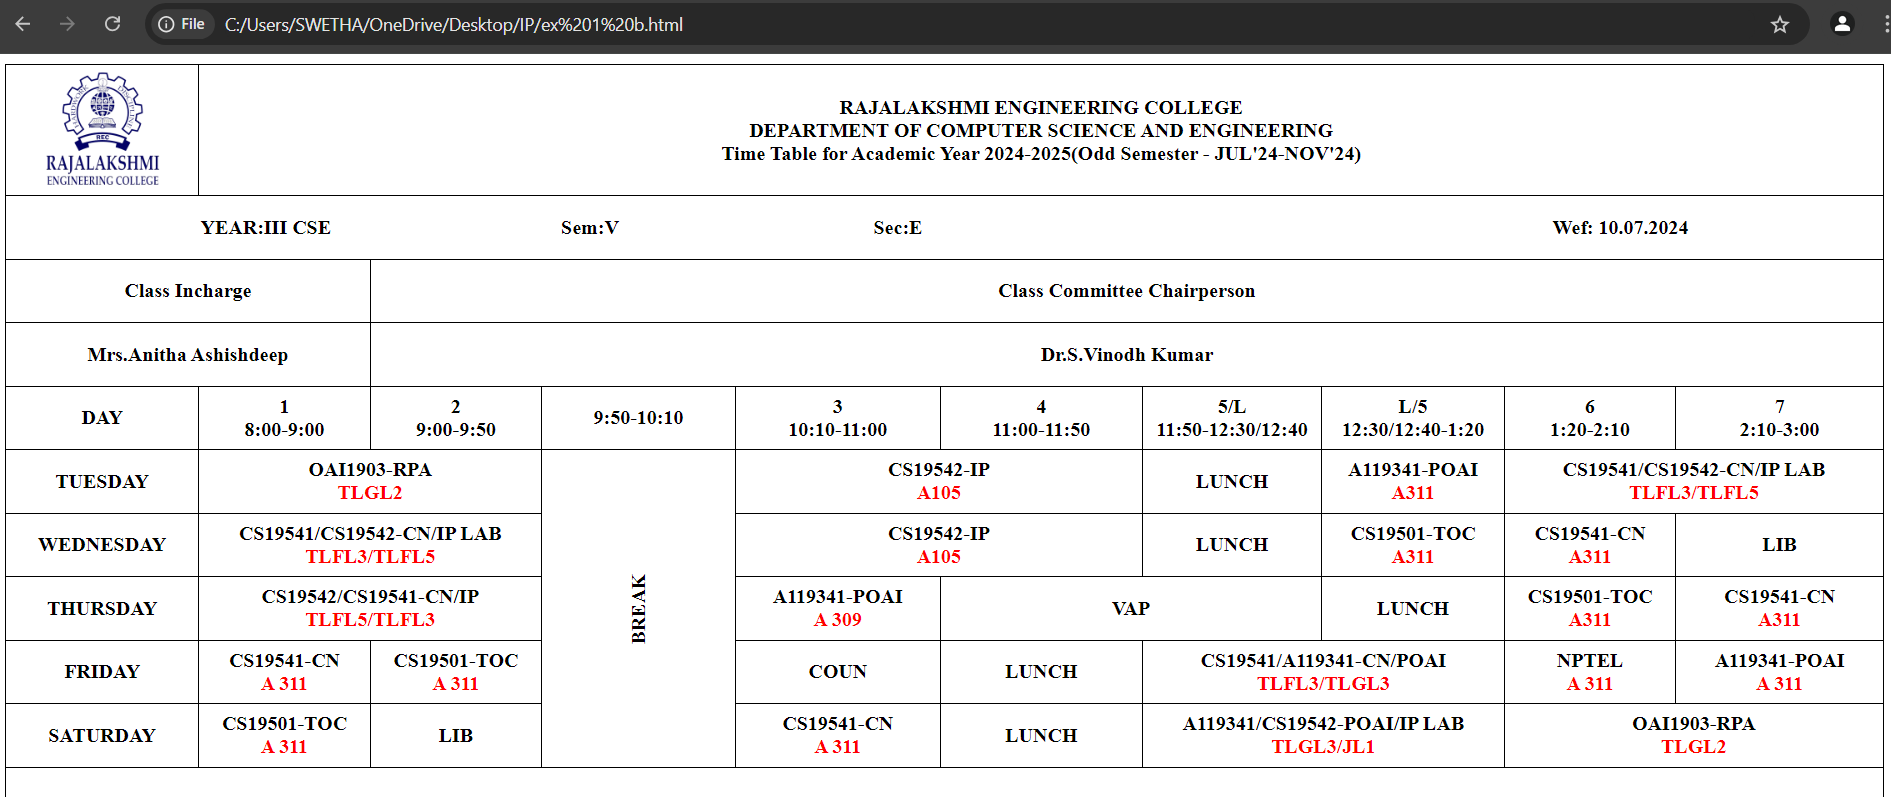 File C:/Users/SWETHA/OneDrive/Desktop/IP/ex%201%20b.html
HARDWORK DISCIPLINE
REC
RAJALAKSHMI
ENGINEERING COLLEGE
RAJALAKSHMI ENGINEERING COLLEGE
DEPARTMENT OF COMPUTER SCIENCE AND ENGINEERING
Time Table for Academic Year 2024-2025(Odd Semester - JUL'24-NOV'24)
YEAR:III CSE Sem:V Sec:E Wef: 10.07.2024
Class Incharge Class Committee Chairperson
Mrs.Anitha Ashishdeep Dr.S.Vinodh Kumar
DAY
1
8:00-9:00
2
9:00-9:50
9:50-10:10
3
10:10-11:00
4
11:00-11:50
5/L
11:50-12:30/12:40
L/5
12:30/12:40-1:20
6
1:20-2:10
7
2:10-3:00
TUESDAY
OAI1903-RPA
TLGL2
BREAK
CS19542-IP
A105
LUNCH
A119341-POAI
A311
CS19541/CS19542-CN/IP LAB
TLFL3/TLFL5
WEDNESDAY
CS19541/CS19542-CN/IP LAB
TLFL3/TLFL5
CS19542-IP
A105
LUNCH
CS19501-TOC
A311
CS19541-CN
A311
LIB
THURSDAY
CS19542/CS19541-CN/IP
TLFL5/TLFL3
A119341-POAI
A 309
VAP
LUNCH
CS19501-TOC
A311
CS19541-CN
A311
FRIDAY
CS19541-CN
A 311
CS19501-TOC
A 311
COUN
LUNCH
CS19541/A119341-CN/POAI
TLFL3/TLGL3
NPTEL
A 311
A119341-POAI
A 311
SATURDAY
CS19501-TOC
A 311
LIB
CS19541-CN
A 311
LUNCH
A119341/CS19542-POAI/IP LAB
TLGL3/JL1
OAI1903-RPA
TLGL2